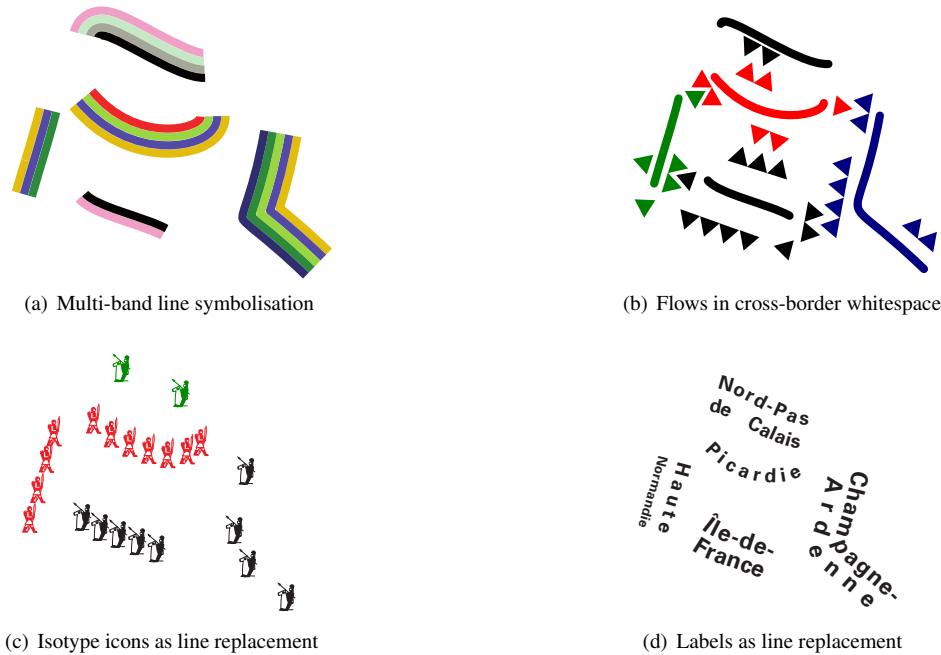 (a) Multi-band line symbolisation
(b) Flows in cross-border whitespace
Nord-Pas
de Calais
Picardie
Haute
Normandie
Île-de-
France
Champagne-
Ardenne
(c) Isotype icons as line replacement
(d) Labels as line replacement